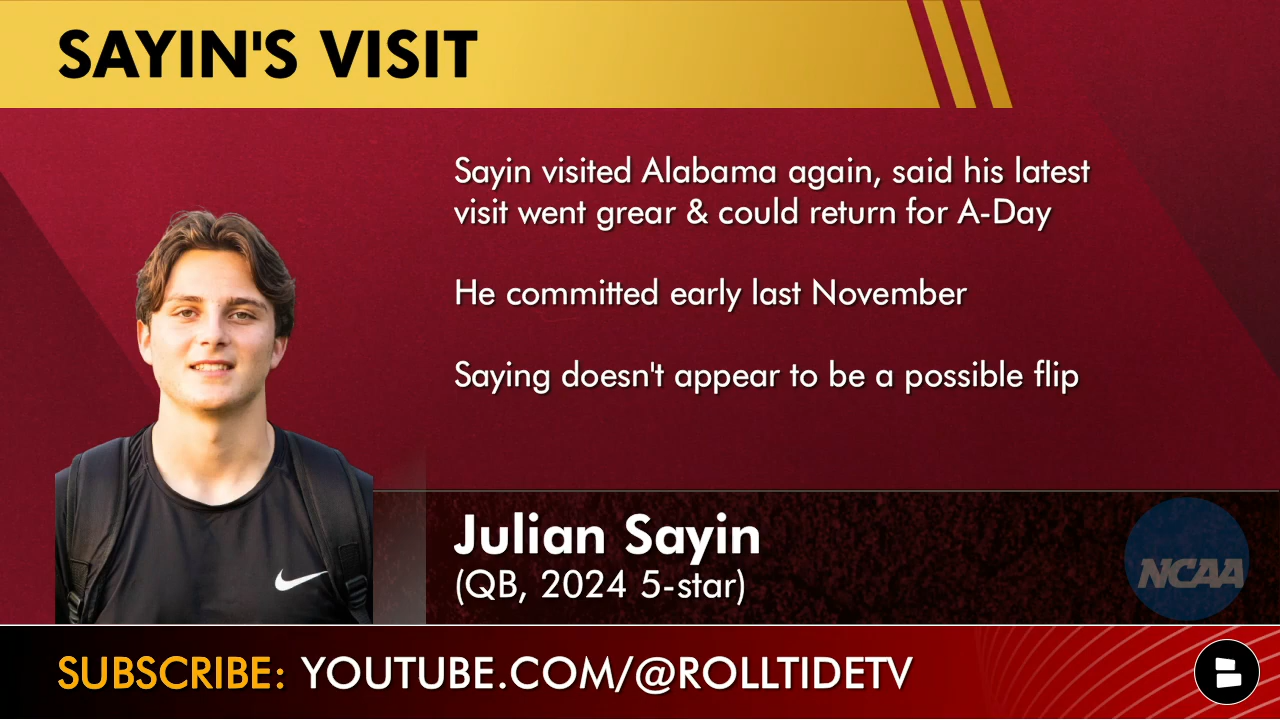 SAYIN'S VISIT
Sayin visited Alabama again, said his latest
visit went grear & could return for A-Day
He committed early last November
Saying doesn't appear to be a possible flip
Julian Sayin
(QB, 2024 5-star)
NCAA
SUBSCRIBE: YOUTUBE.COM/@ROLLTIDETV